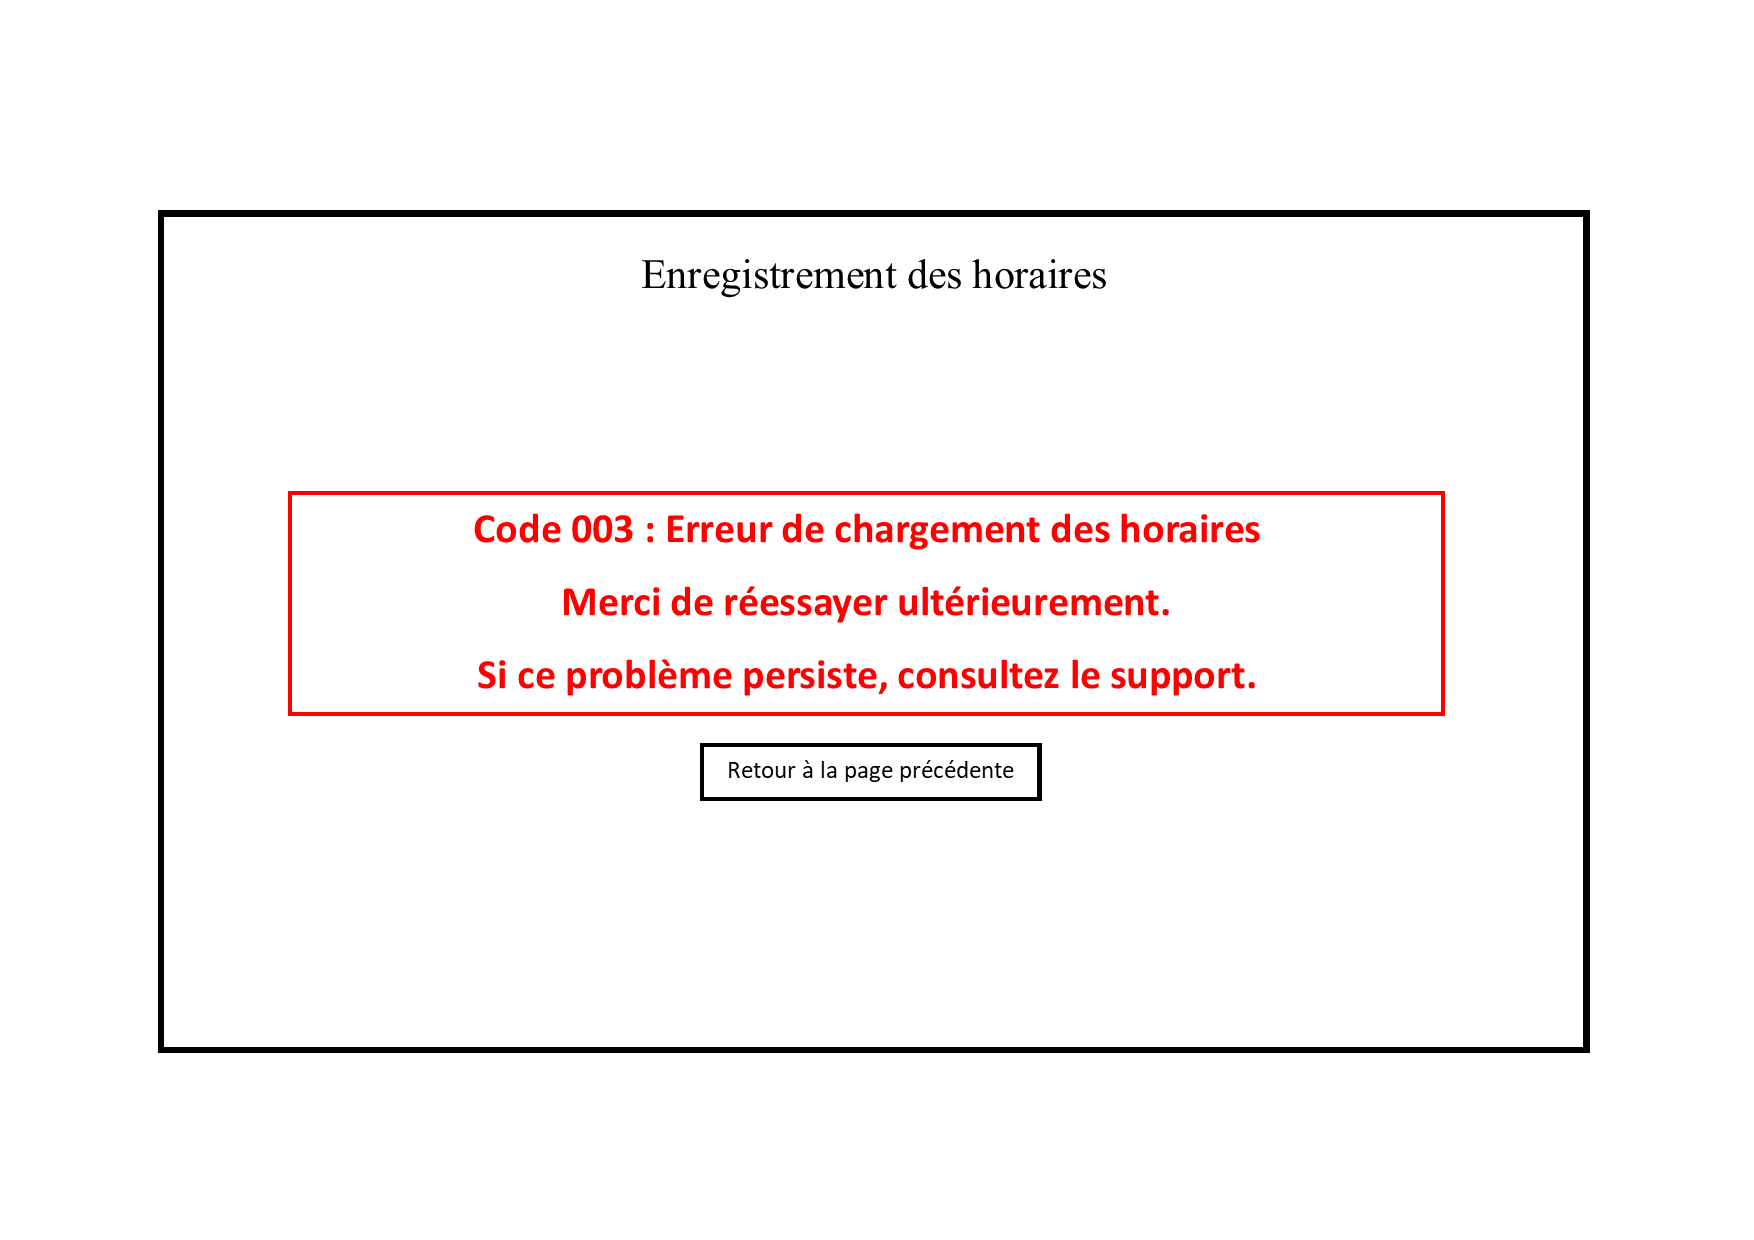 Enregistrement des horaires
Code 003 : Erreur de chargement des horaires
Merci de réessayer ultérieurement.
Si ce problème persiste, consultez le support.
Retour à la page précédente